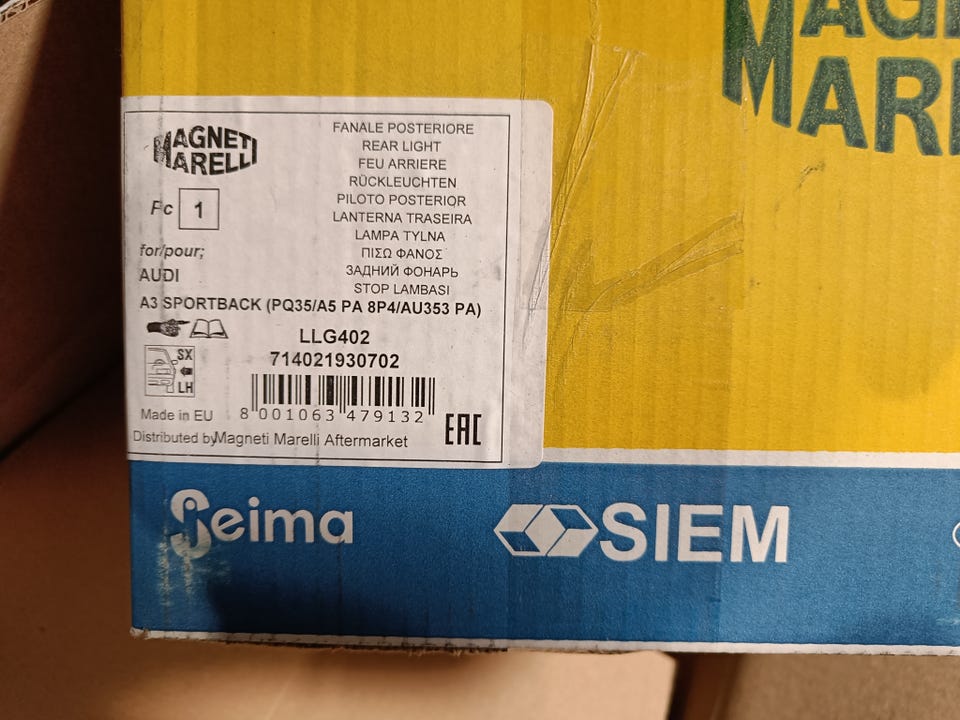 MAGNETI
MARELLI
FANALE POSTERIORE
REAR LIGHT
FEU ARRIERE
RÜCKLEUCHTEN
PILOTO POSTERIOR
LANTERNA TRASEIRA
LAMPA TYLNA
ΠΙΣΩ ΦΑΝΟΣ
ЗАДНИЙ ФОНАРЬ
STOP LAMBASI
Pc 1
for/pour;
AUDI
A3 SPORTBACK (PQ35/A5 PA 8P4/AU353 PA)
LLG402
714021930702
SX
LH
Made in EU
8 001063 479132
EAC
Distributed by Magneti Marelli Aftermarket
MAG
MAR
Seima
SIEM